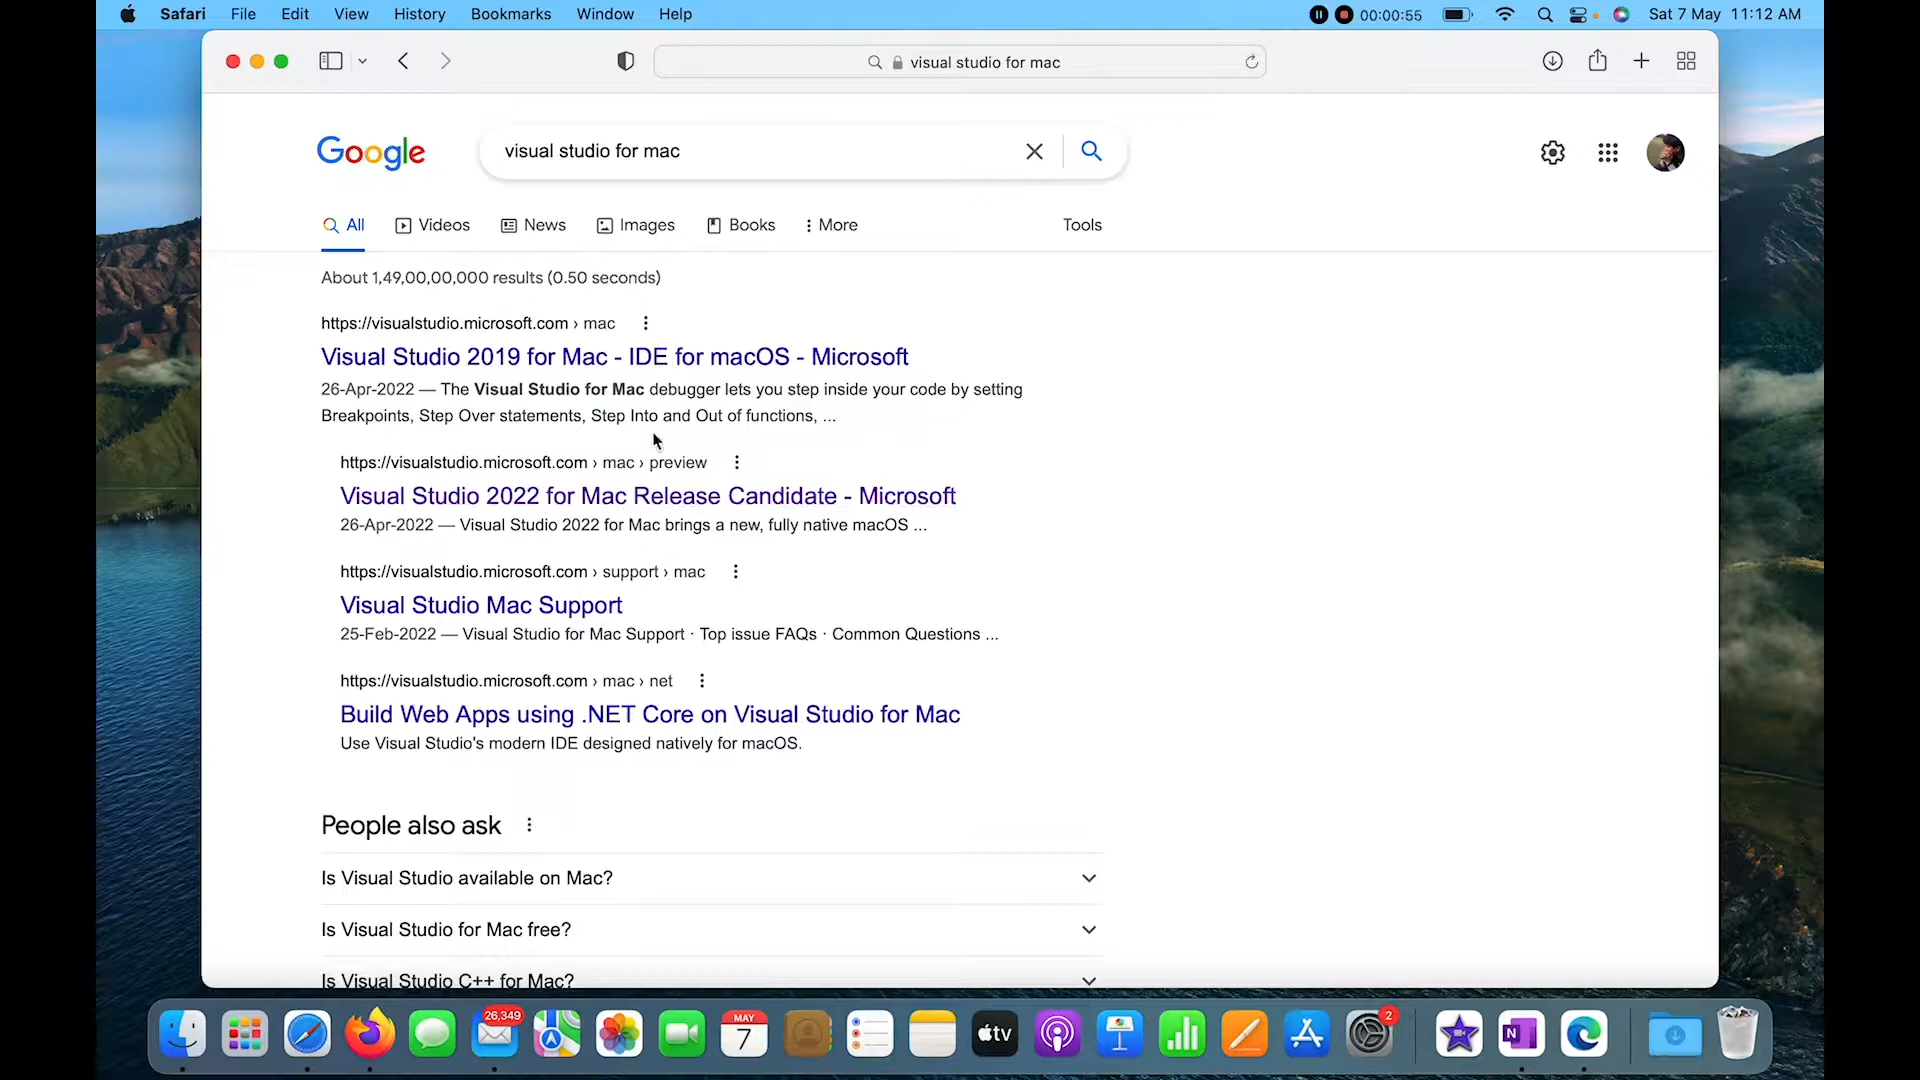 Safari File Edit View History Bookmarks Window Help 00:00:55 Sat 7 May 11:12 AM
visual studio for mac
Google visual studio for mac
All Videos News Images Books More Tools
About 1,49,00,00,000 results (0.50 seconds)
https://visualstudio.microsoft.com › mac
Visual Studio 2019 for Mac - IDE for macOS - Microsoft
26-Apr-2022 — The Visual Studio for Mac debugger lets you step inside your code by setting
Breakpoints, Step Over statements, Step Into and Out of functions, ...
https://visualstudio.microsoft.com › mac › preview
Visual Studio 2022 for Mac Release Candidate - Microsoft
26-Apr-2022 — Visual Studio 2022 for Mac brings a new, fully native macOS ...
https://visualstudio.microsoft.com › support › mac
Visual Studio Mac Support
25-Feb-2022 — Visual Studio for Mac Support · Top issue FAQs · Common Questions ...
https://visualstudio.microsoft.com › mac › net
Build Web Apps using .NET Core on Visual Studio for Mac
Use Visual Studio's modern IDE designed natively for macOS.
People also ask
Is Visual Studio available on Mac?
Is Visual Studio for Mac free?
Is Visual Studio C++ for Mac?
26,349 MAY 7 tv 2 N